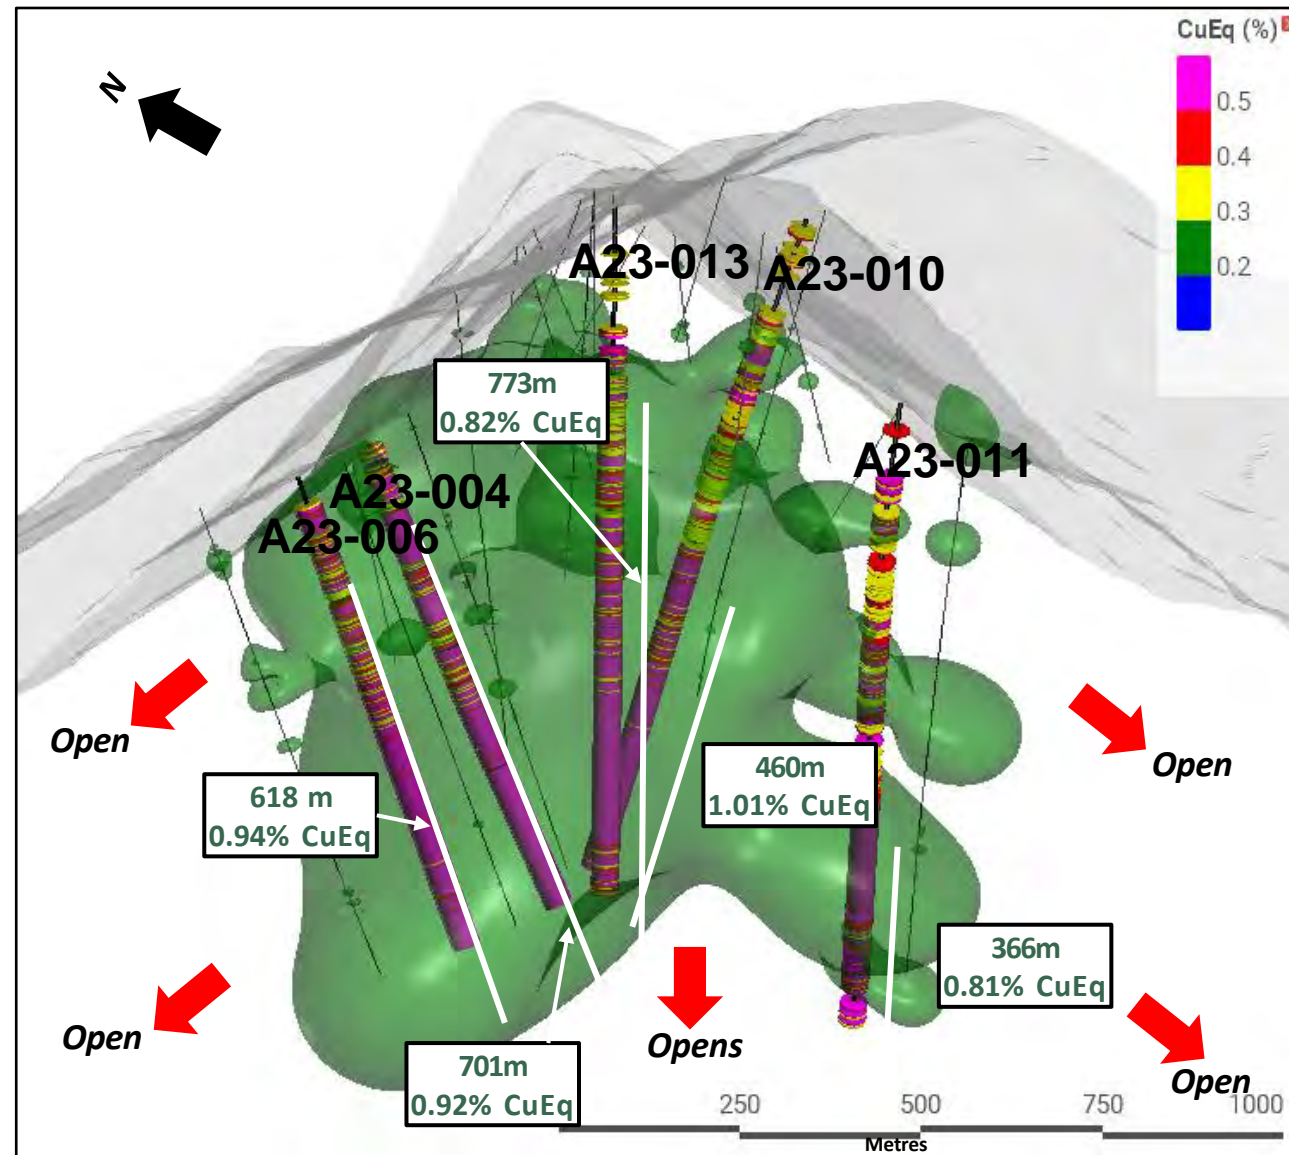 CuEq (%)
N
0.5
0.4
0.3
0.2
A23-013
A23-010
773m
0.82% CuEq
A23-011
A23-004
A23-006
Open
Open
618 m
0.94% CuEq
460m
1.01% CuEq
366m
0.81% CuEq
Open
Opens
701m
0.92% CuEq
Open
250
500
750
1000
Metres